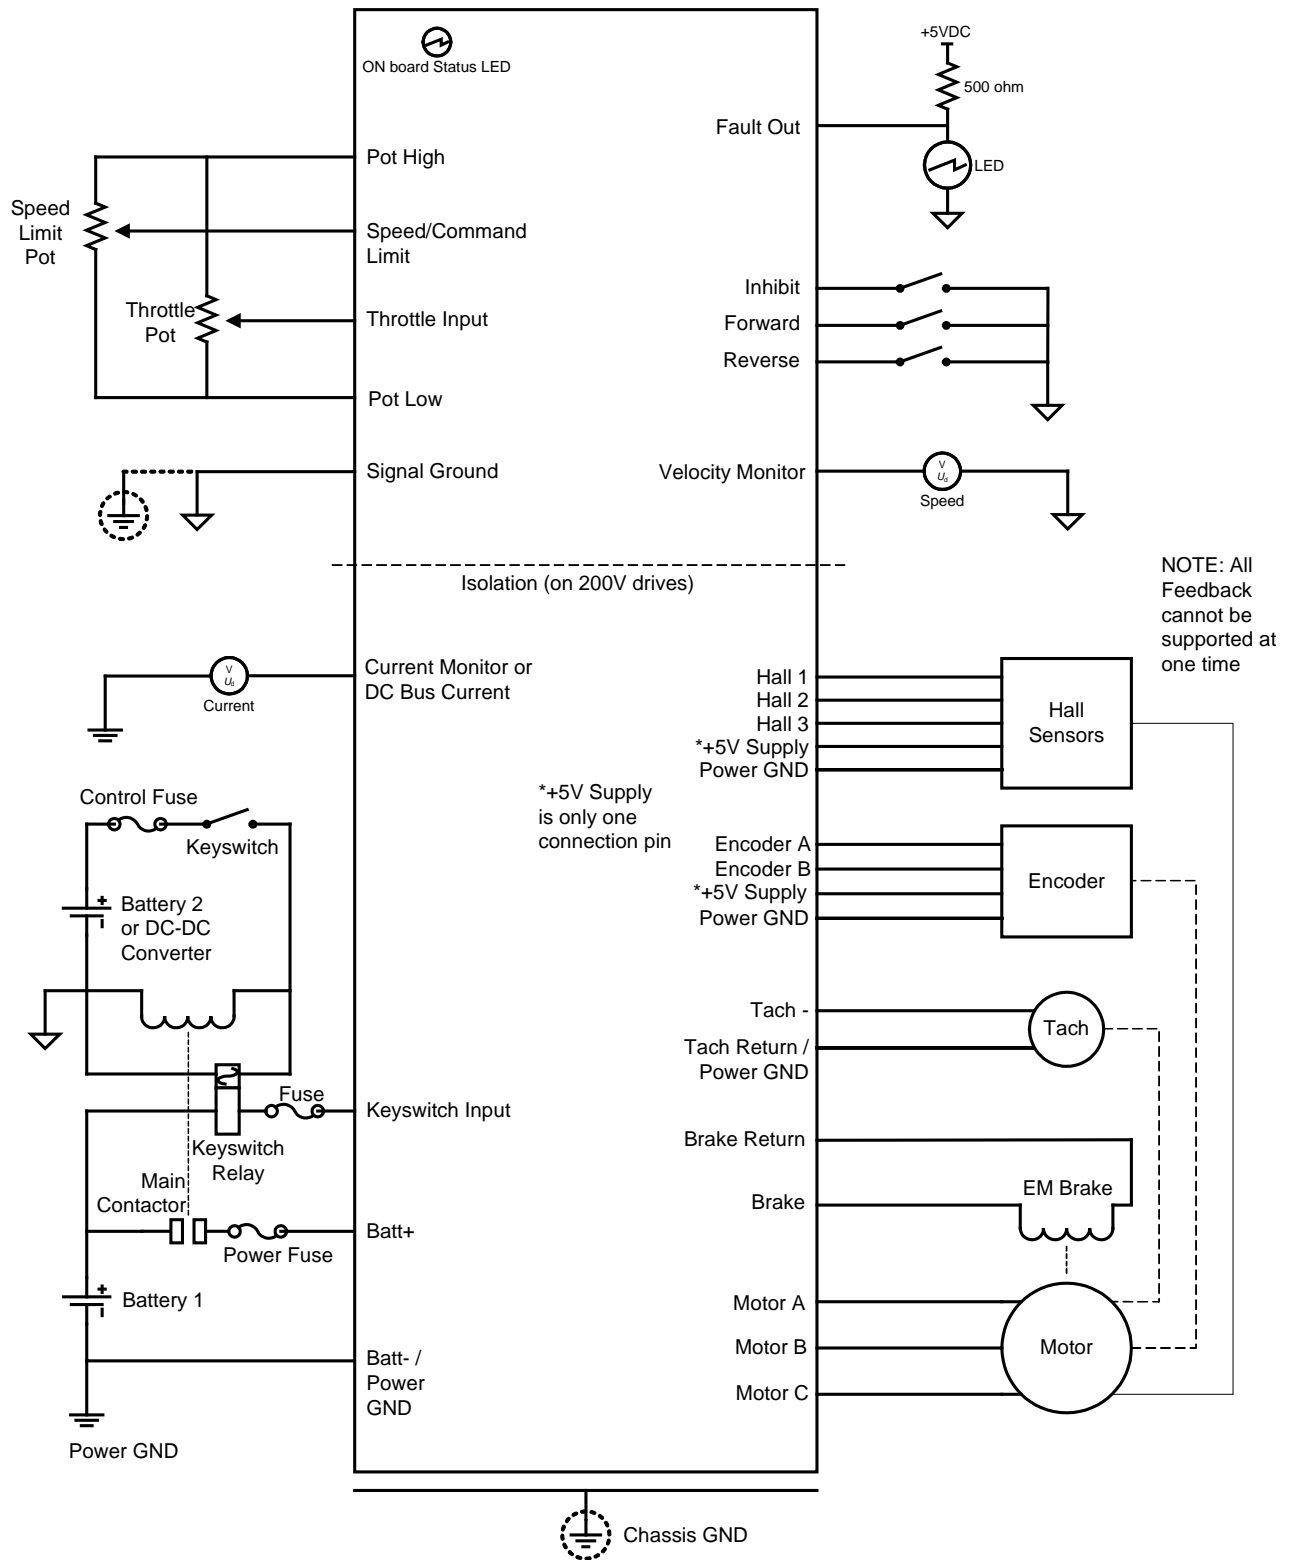 ON board Status LED
+5VDC
500 ohm
Fault Out
LED
Pot High
Speed
Limit
Pot
Speed/Command
Limit
Throttle
Pot
Throttle Input
Pot Low
Inhibit
Forward
Reverse
Signal Ground
Velocity Monitor
V
Ud
Speed
Isolation (on 200V drives)
NOTE: All
Feedback
cannot be
supported at
one time
Current Monitor or
DC Bus Current
V
Ud
Current
Hall 1
Hall 2
Hall 3
*+5V Supply
Power GND
Hall
Sensors
*+5V Supply
is only one
connection pin
Control Fuse
Keyswitch
Encoder A
Encoder B
*+5V Supply
Power GND
Encoder
+
Battery 2
or DC-DC
Converter
Tach -
Tach Return /
Power GND
Tach
Fuse
Keyswitch Input
Keyswitch
Relay
Brake Return
Brake
EM Brake
Main
Contactor
Batt+
Power Fuse
+
Battery 1
Motor A
Motor B
Motor C
Motor
Batt- /
Power
GND
Power GND
Chassis GND